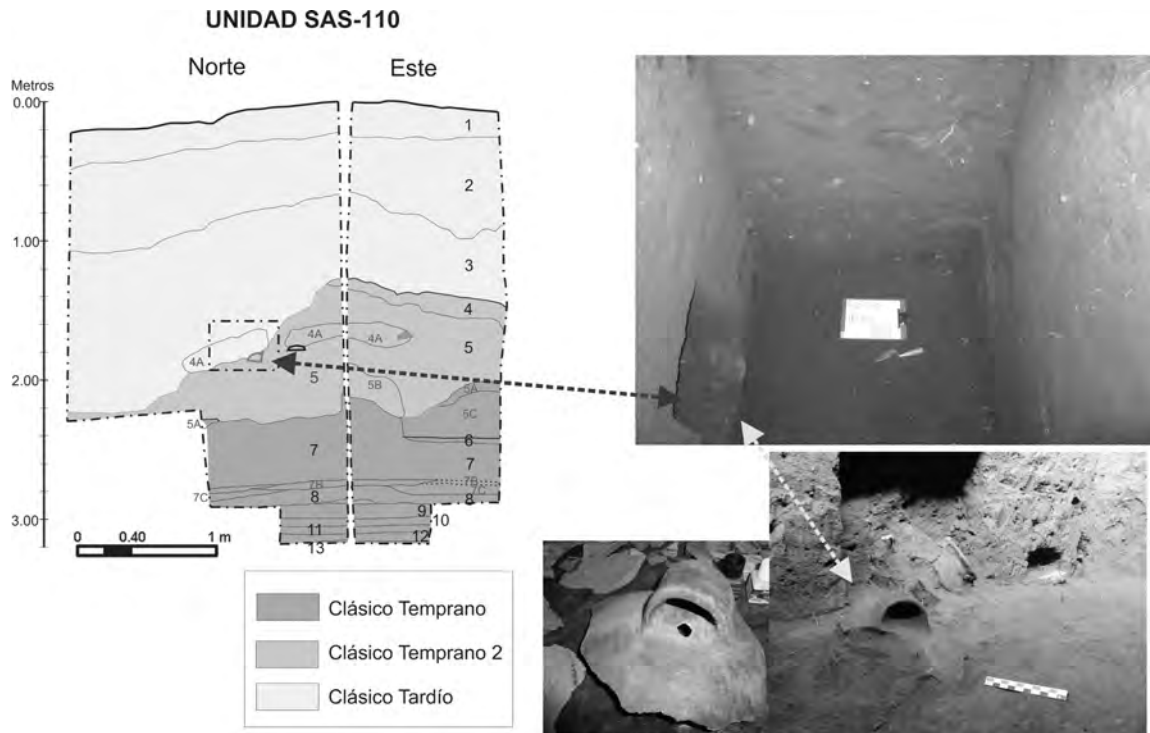 UNIDAD SAS-110
Norte Este
Metros
0.00
1
2
1.00
3
4
4A 4A
4A
5
2.00
5
5B
5A
5C
5A
6
7
7
7B 7B
7C
7C
8
8
9
3.00
10
11
12
13
0 0.40 1 m
Clásico Temprano
Clásico Temprano 2
Clásico Tardío